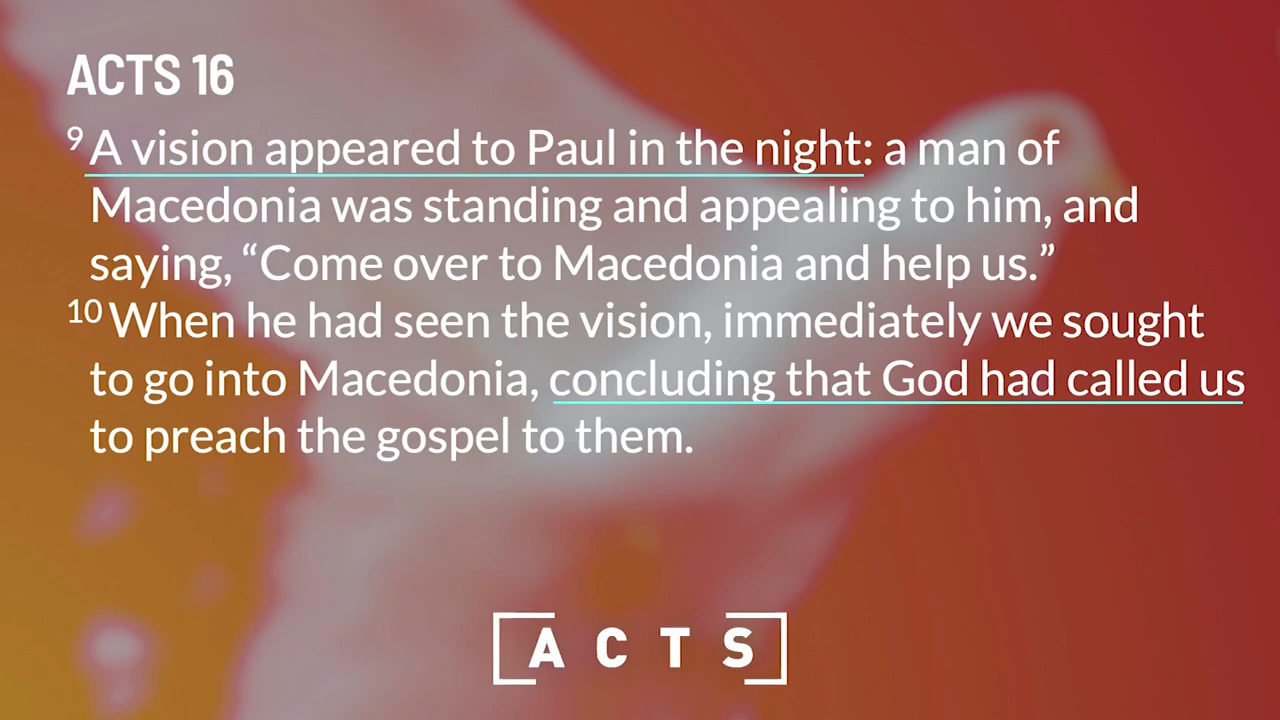 ACTS 16
9 A vision appeared to Paul in the night: a man of
Macedonia was standing and appealing to him, and
saying, “Come over to Macedonia and help us.”
10 When he had seen the vision, immediately we sought
to go into Macedonia, concluding that God had called us
to preach the gospel to them.
ACTS